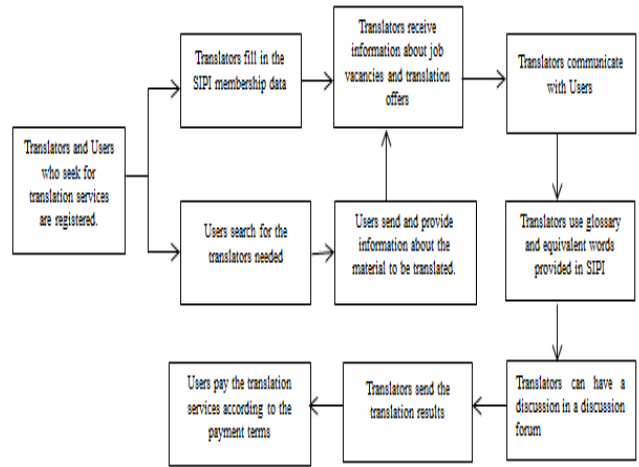 Translators and Users
who seek for
translation services
are registered.
Translators fill in the
SIPI membership data
Translators receive
information about job
vacancies and translation
offers
Translators communicate
with Users
Users search for the
translators needed
Users send and provide
information about the
material to be translated.
Translators use glossary
and equivalent words
provided in SIPI
Translators can have a
discussion in a discussion
forum
Translators send the
translation results
Users pay the translation
services according to the
payment terms